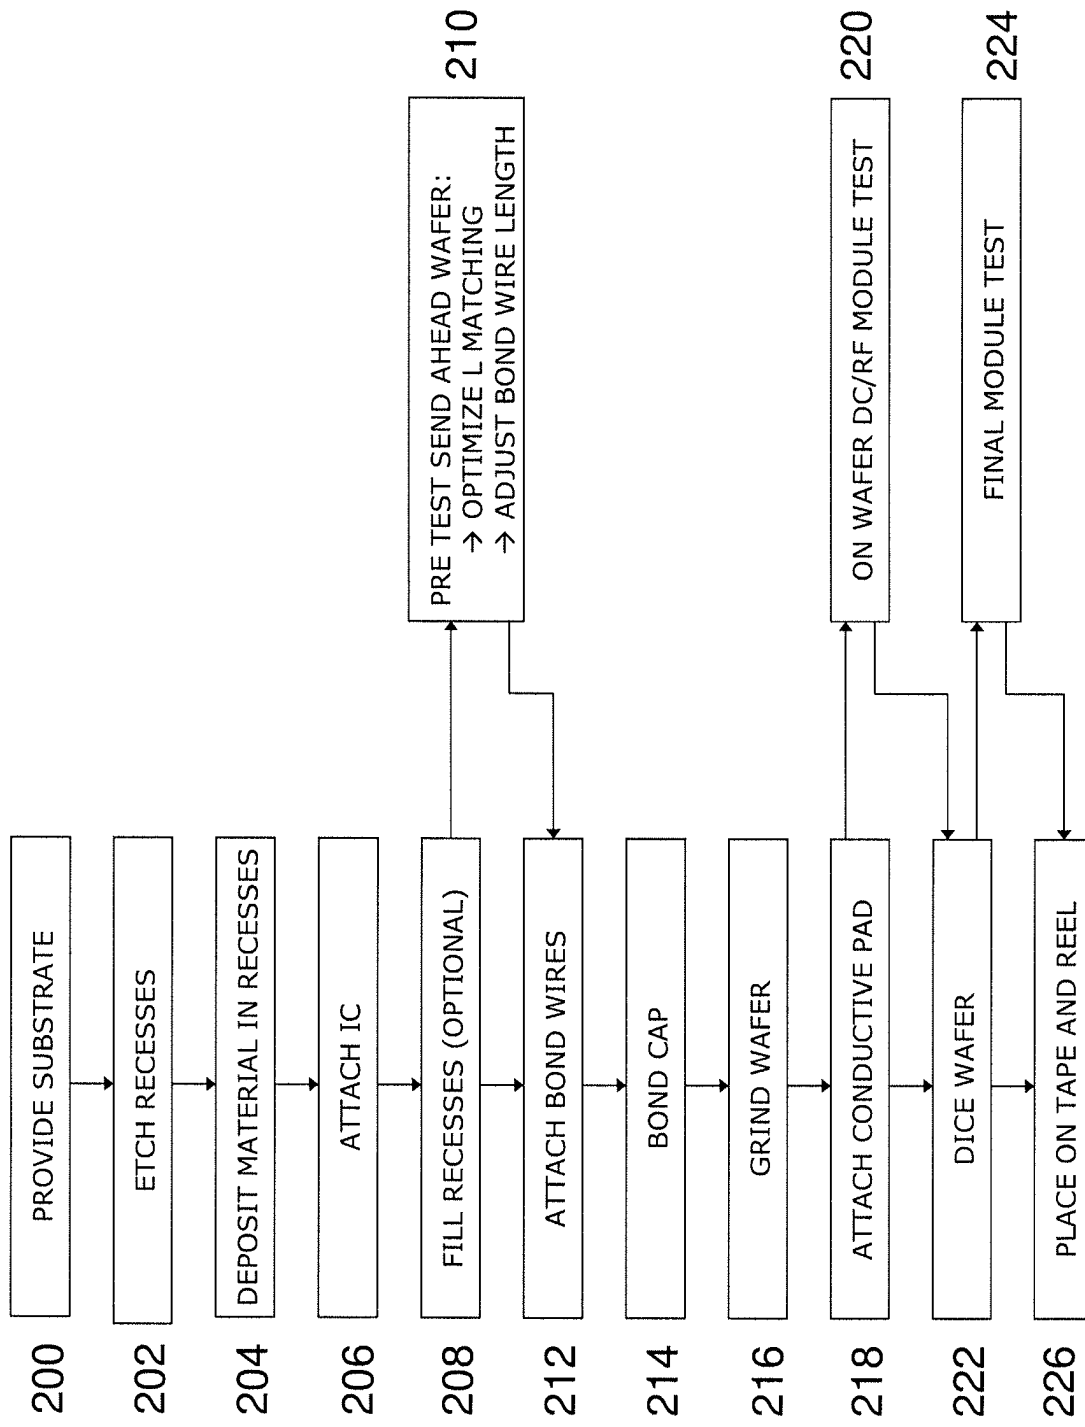 200
PROVIDE SUBSTRATE
202
ETCH RECESSES
204
DEPOSIT MATERIAL IN RECESSES
206
ATTACH IC
208
FILL RECESSES (OPTIONAL)
PRE TEST SEND AHEAD WAFER:
→ OPTIMIZE L MATCHING
→ ADJUST BOND WIRE LENGTH
210
212
ATTACH BOND WIRES
214
BOND CAP
216
GRIND WAFER
218
ATTACH CONDUCTIVE PAD
ON WAFER DC/RF MODULE TEST
220
222
DICE WAFER
FINAL MODULE TEST
224
226
PLACE ON TAPE AND REEL